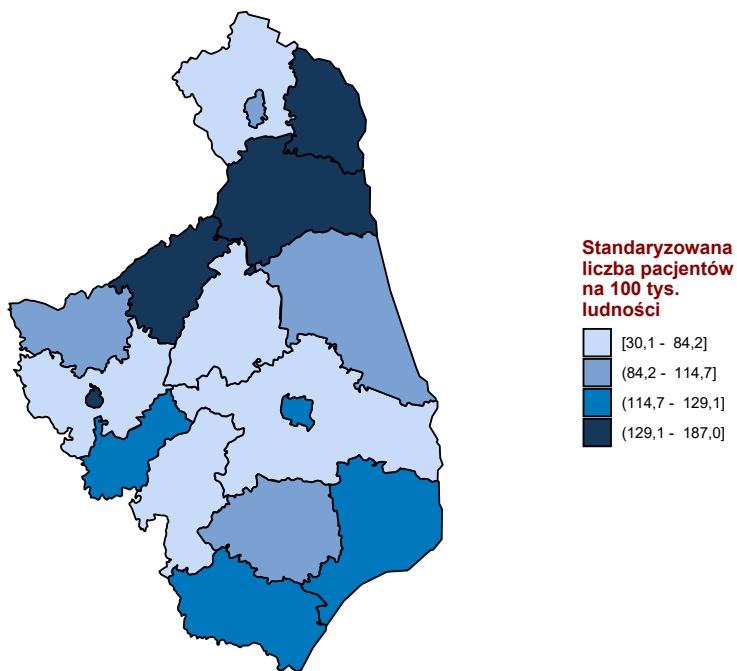 Standaryzowana
liczba pacjentów
na 100 tys.
ludności
[30,1 - 84,2]
(84,2 - 114,7]
(114,7 - 129,1]
(129,1 - 187,0]